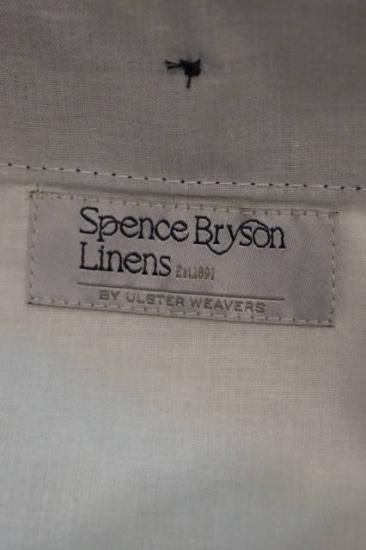 Spence Bryson
Linens Est.1891
BY ULSTER WEAVERS